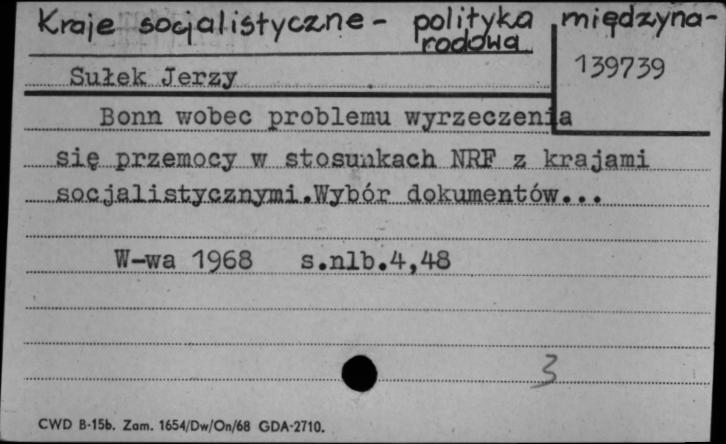 Kraje socjalistyczne - polityka międzyna-
rodowa
139739
Sułek Jerzy
Bonn wobec problemu wyrzeczenia
się przemocy w stosunkach NRF z krajami
socjalistycznymi.Wybór dokumentów...
W-wa 1968 s.nlb.4,48
3
CWD B-15b. Zam. 1654/Dw/On/68 GDA-2710.